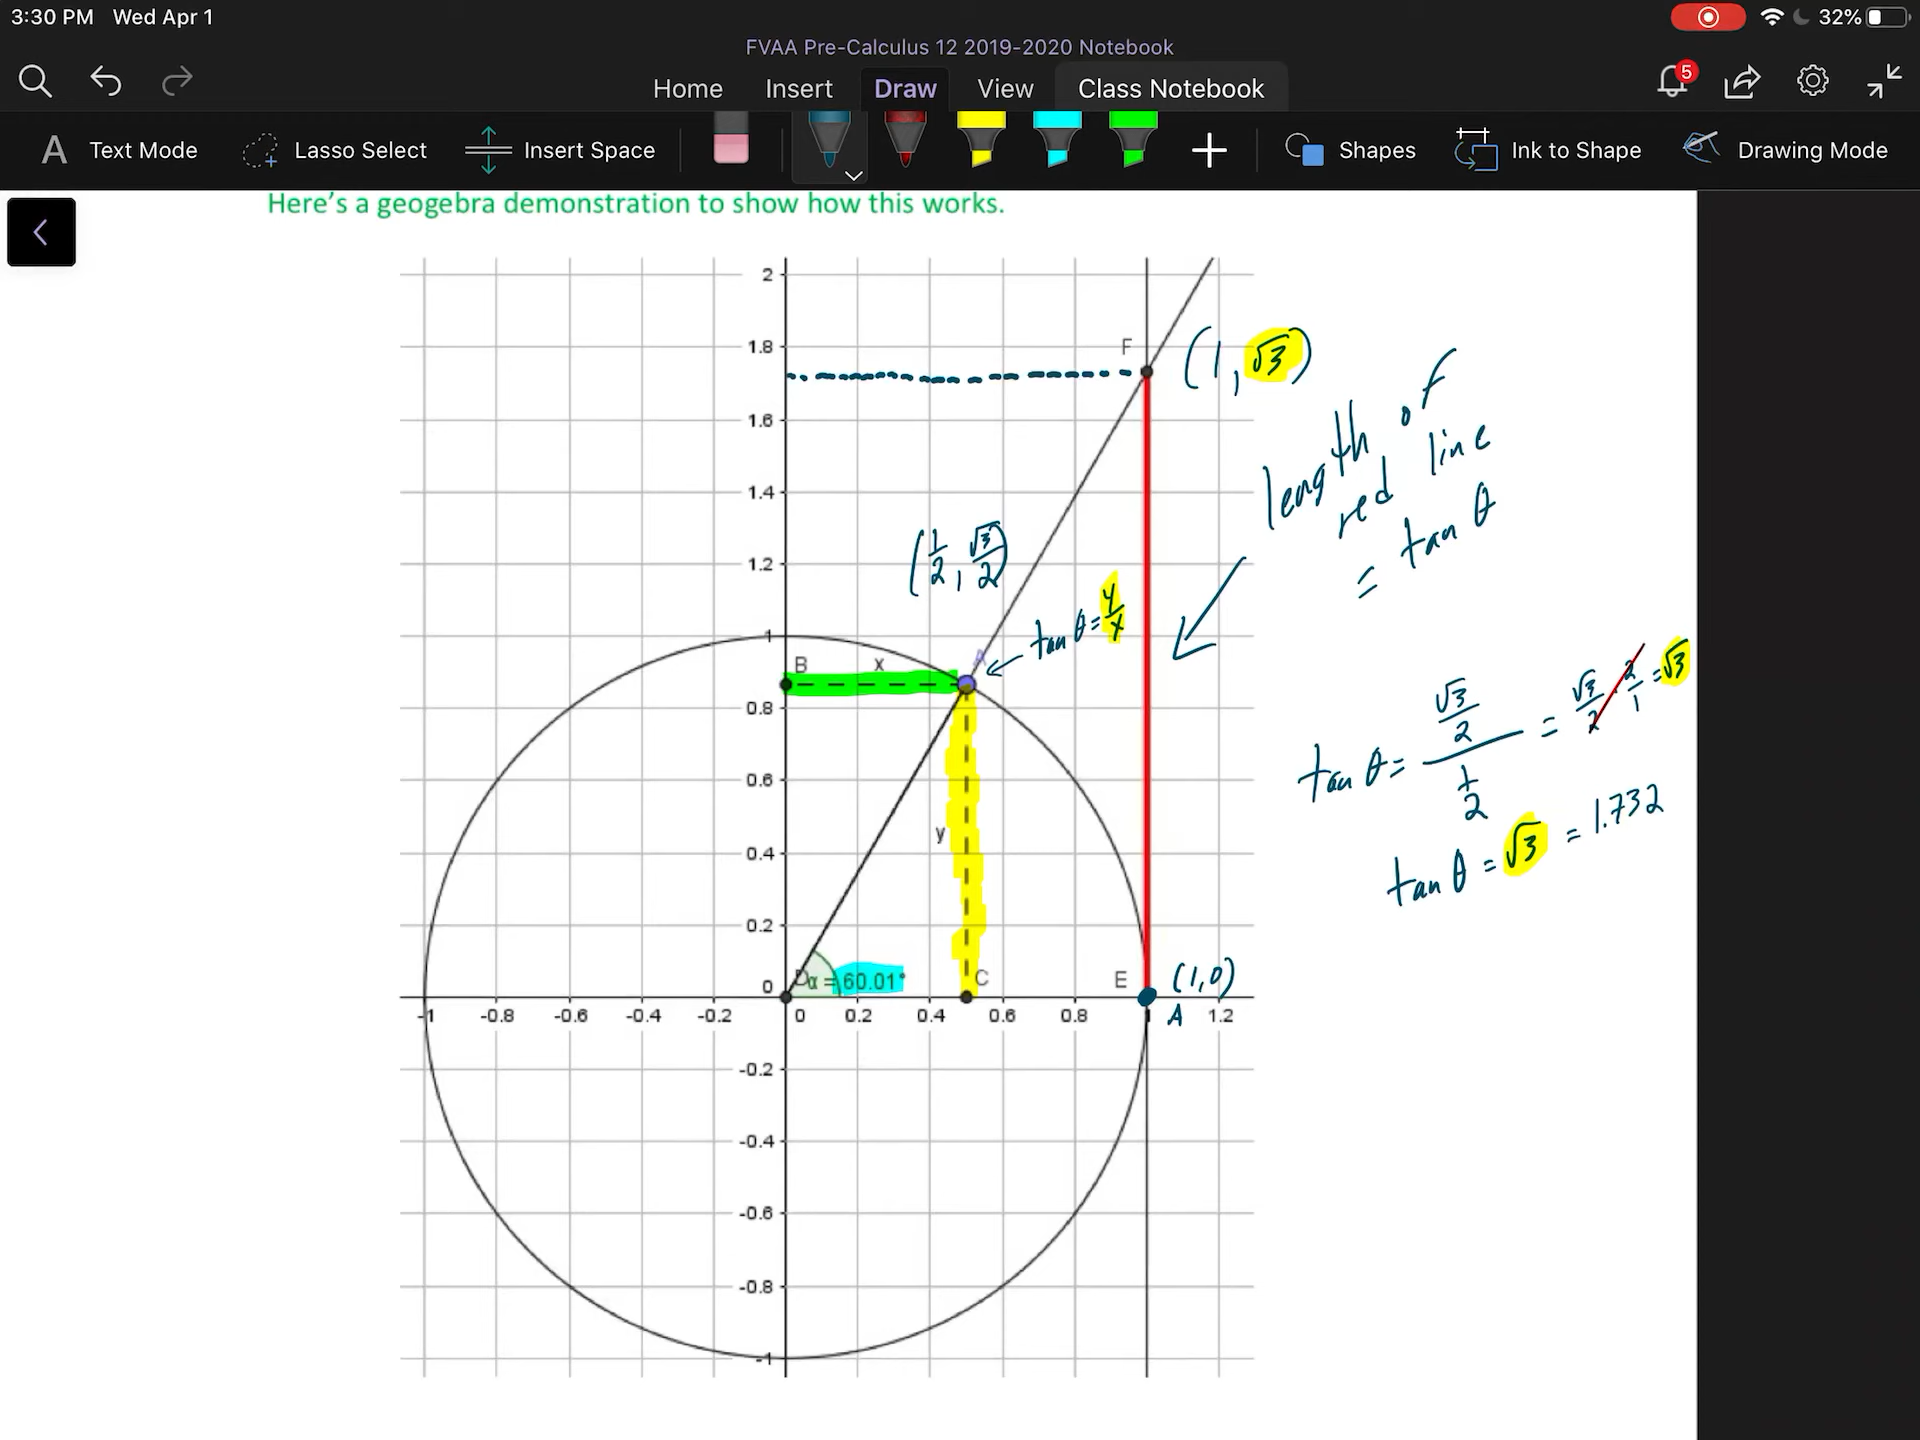 3:30 PM Wed Apr 1
32%
FVAA Pre-Calculus 12 2019-2020 Notebook
Home Insert Draw View Class Notebook
5
A Text Mode Lasso Select Insert Space Shapes Ink to Shape Drawing Mode
Here's a geogebra demonstration to show how this works.
2
1.8
F
(1, √3)
1.6
length of
red line
= tan θ
1.4
1.2
(1/2, √3/2)
tan θ = y/x
1
B x A
0.8
tan θ = (√3/2)/(1/2) = √3/2 · 2/1 = √3
0.6
y
0.4
tan θ = √3 = 1.732
0.2
0 D α = 60.01° C E (1,0)
-1 -0.8 -0.6 -0.4 -0.2 0 0.2 0.4 0.6 0.8 1 A 1.2
-0.2
-0.4
-0.6
-0.8
-1